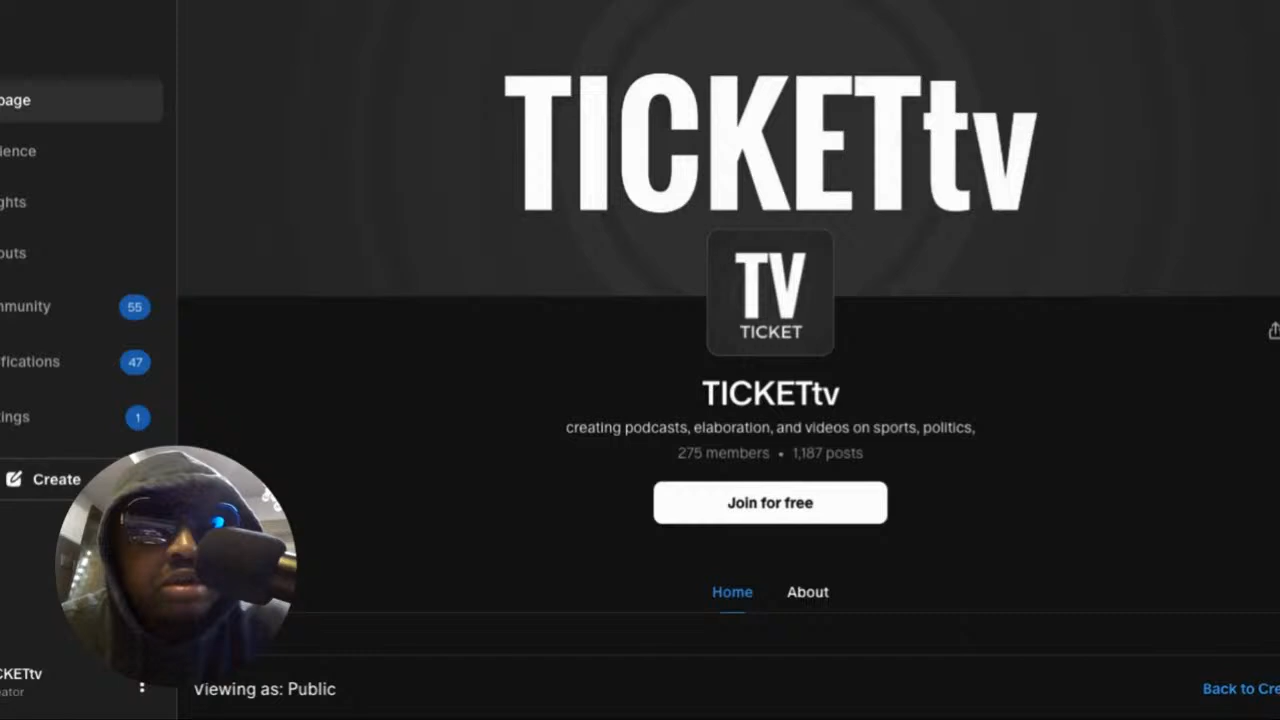 TICKETtv
page
ience
ghts
outs
mmunity 55
ifications 47
ings 1
Create
TV
TICKET
TICKETtv
creating podcasts, elaboration, and videos on sports, politics,
275 members • 1,187 posts
Join for free
Home About
CKETtv
eator
Viewing as: Public
Back to Cre